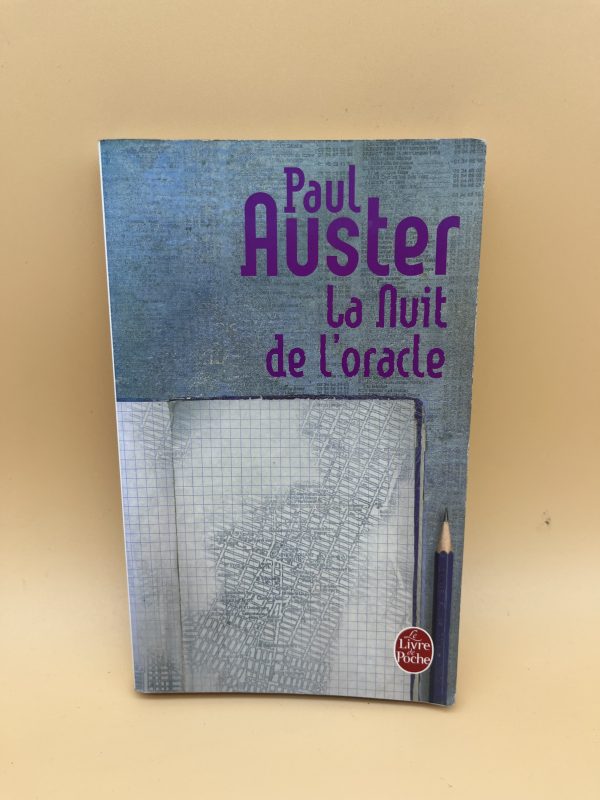 Paul
Auster
La Nuit
de l'oracle
Le
Livre
de
Poche